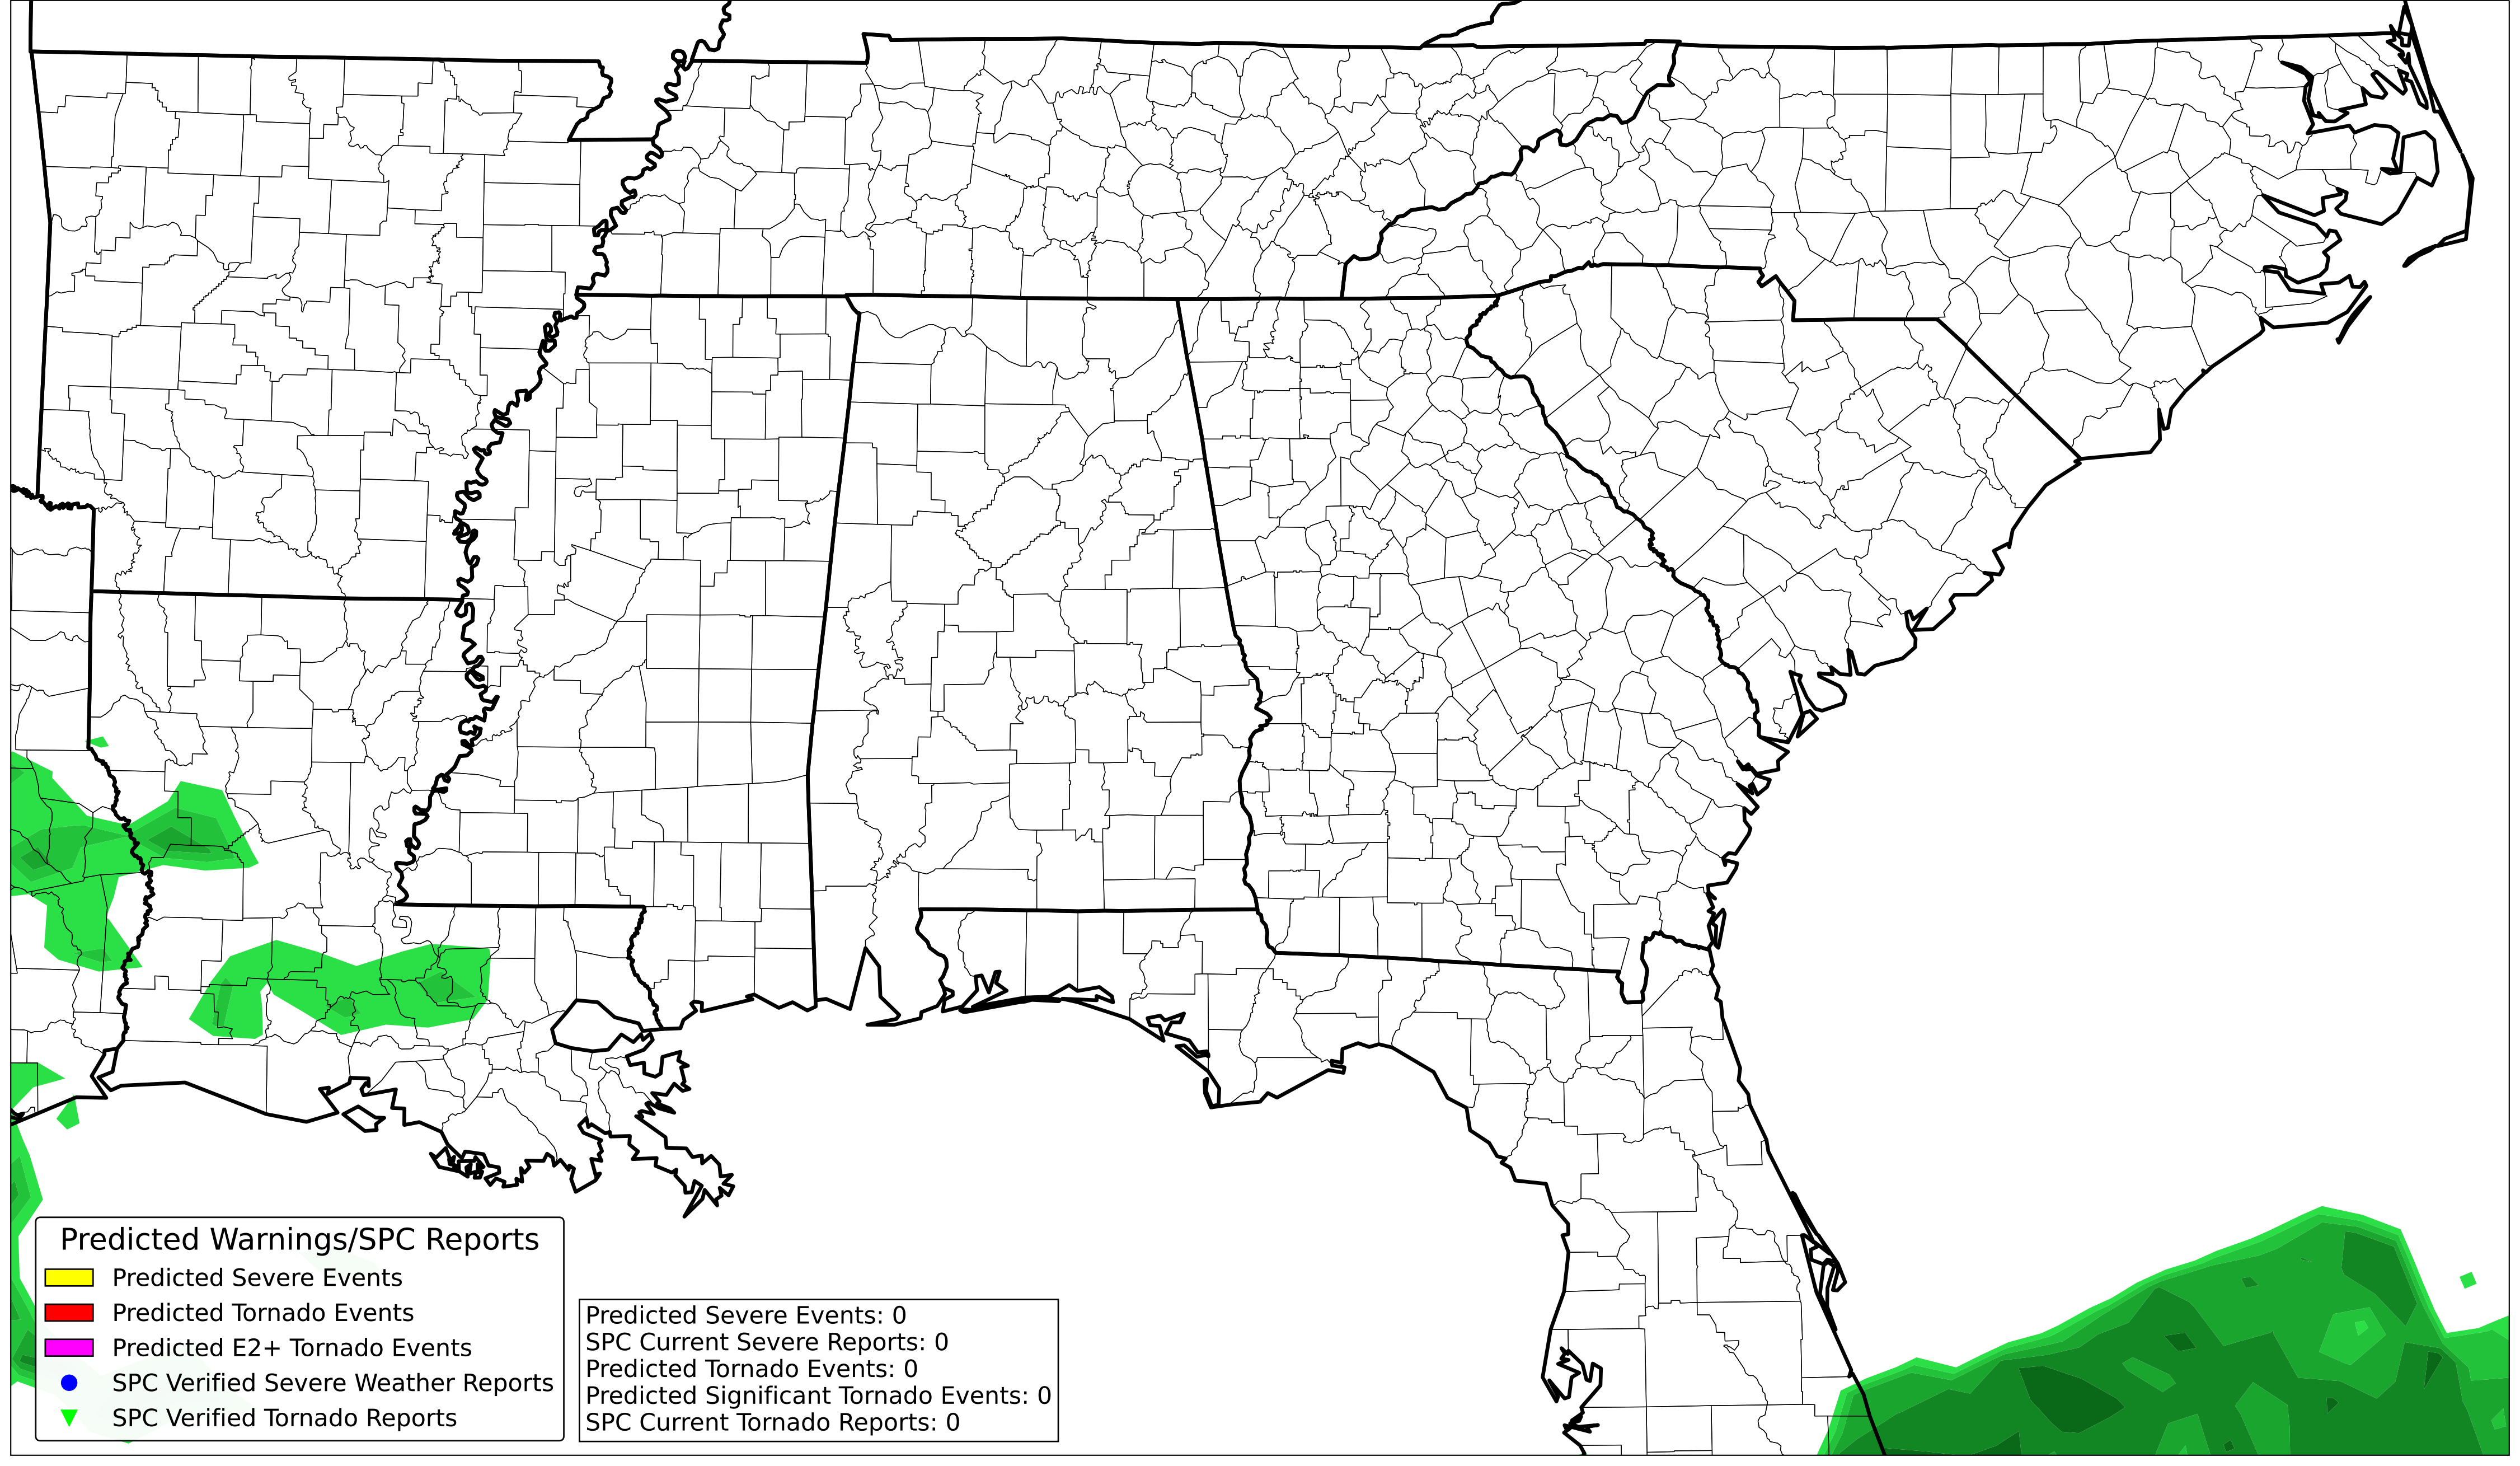 Predicted Warnings/SPC Reports
Predicted Severe Events
Predicted Tornado Events
Predicted E2+ Tornado Events
SPC Verified Severe Weather Reports
SPC Verified Tornado Reports
Predicted Severe Events: 0
SPC Current Severe Reports: 0
Predicted Tornado Events: 0
Predicted Significant Tornado Events: 0
SPC Current Tornado Reports: 0